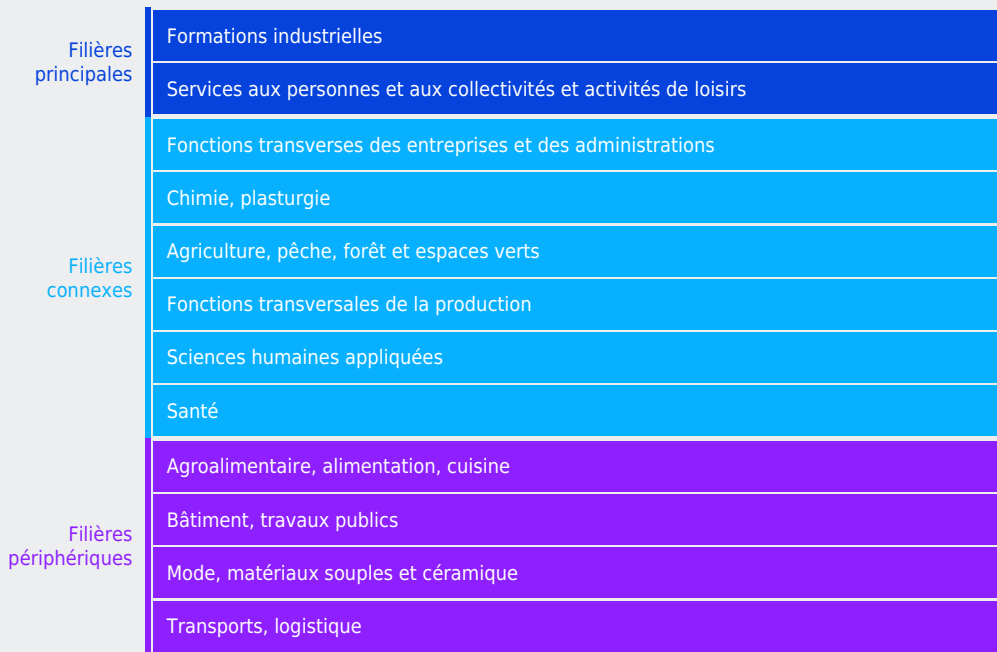 Filières
principales
Formations industrielles
Services aux personnes et aux collectivités et activités de loisirs
Filières
connexes
Fonctions transverses des entreprises et des administrations
Chimie, plasturgie
Agriculture, pêche, forêt et espaces verts
Fonctions transversales de la production
Sciences humaines appliquées
Santé
Filières
périphériques
Agroalimentaire, alimentation, cuisine
Bâtiment, travaux publics
Mode, matériaux souples et céramique
Transports, logistique